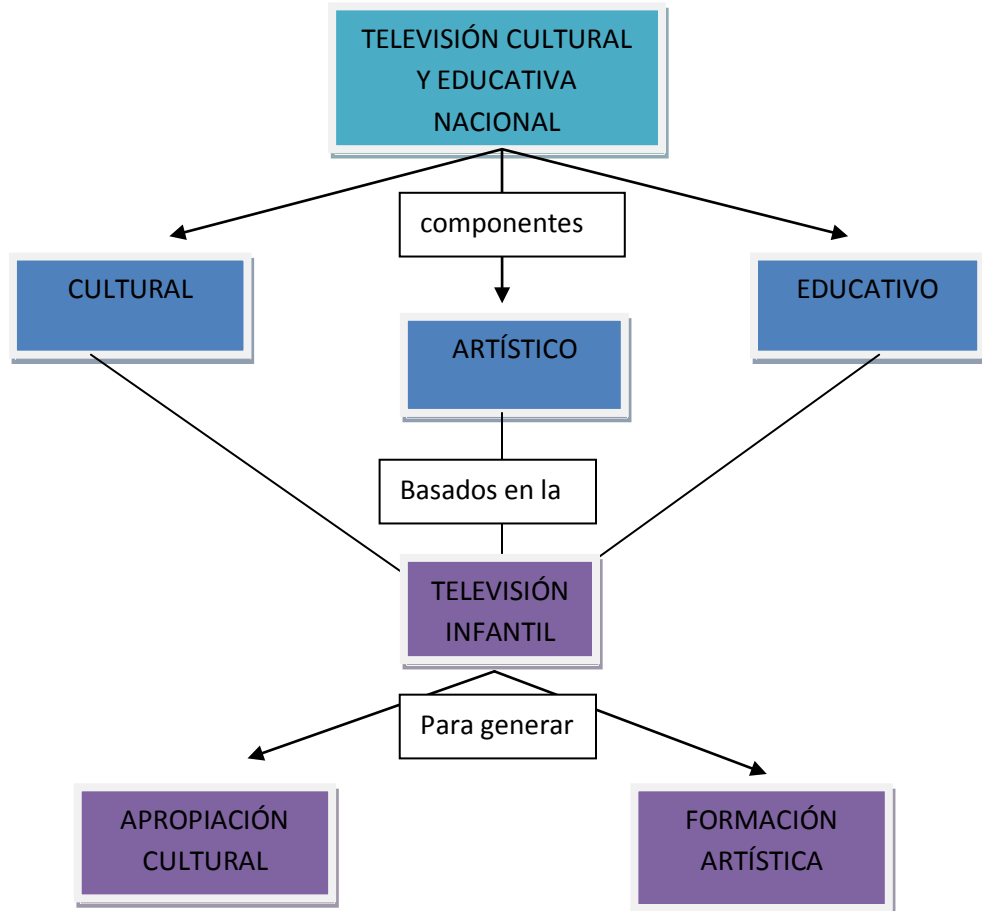 TELEVISIÓN CULTURAL
Y EDUCATIVA
NACIONAL
componentes
CULTURAL
EDUCATIVO
ARTÍSTICO
Basados en la
TELEVISIÓN
INFANTIL
Para generar
APROPIACIÓN
CULTURAL
FORMACIÓN
ARTÍSTICA